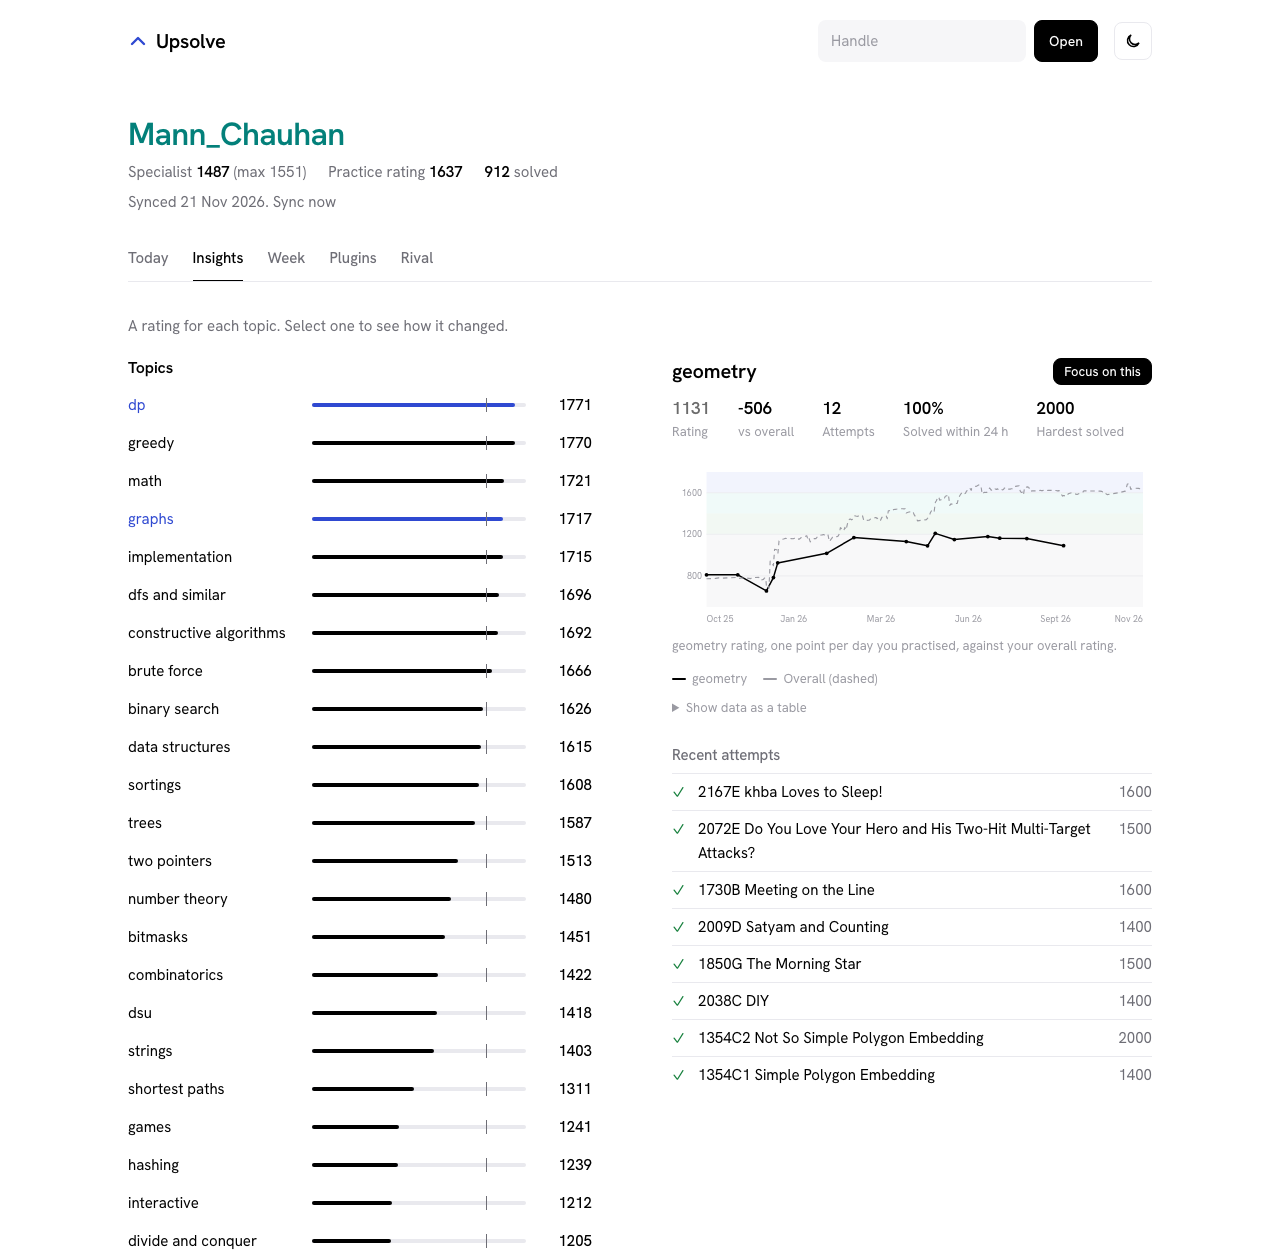 Upsolve
Handle
Open
Mann_Chauhan
Specialist 1487 (max 1551) Practice rating 1637 912 solved
Synced 21 Nov 2026. Sync now
Today Insights Week Plugins Rival
A rating for each topic. Select one to see how it changed.
Topics
dp 1771
greedy 1770
math 1721
graphs 1717
implementation 1715
dfs and similar 1696
constructive algorithms 1692
brute force 1666
binary search 1626
data structures 1615
sortings 1608
trees 1587
two pointers 1513
number theory 1480
bitmasks 1451
combinatorics 1422
dsu 1418
strings 1403
shortest paths 1311
games 1241
hashing 1239
interactive 1212
divide and conquer 1205
geometry
Focus on this
1131 -506 12 100% 2000
Rating vs overall Attempts Solved within 24 h Hardest solved
1600
1200
800
Oct 25 Jan 26 Mar 26 Jun 26 Sept 26 Nov 26
geometry rating, one point per day you practised, against your overall rating.
geometry Overall (dashed)
Show data as a table
Recent attempts
2167E khba Loves to Sleep! 1600
2072E Do You Love Your Hero and His Two-Hit Multi-Target 1500
Attacks?
1730B Meeting on the Line 1600
2009D Satyam and Counting 1400
1850G The Morning Star 1500
2038C DIY 1400
1354C2 Not So Simple Polygon Embedding 2000
1354C1 Simple Polygon Embedding 1400